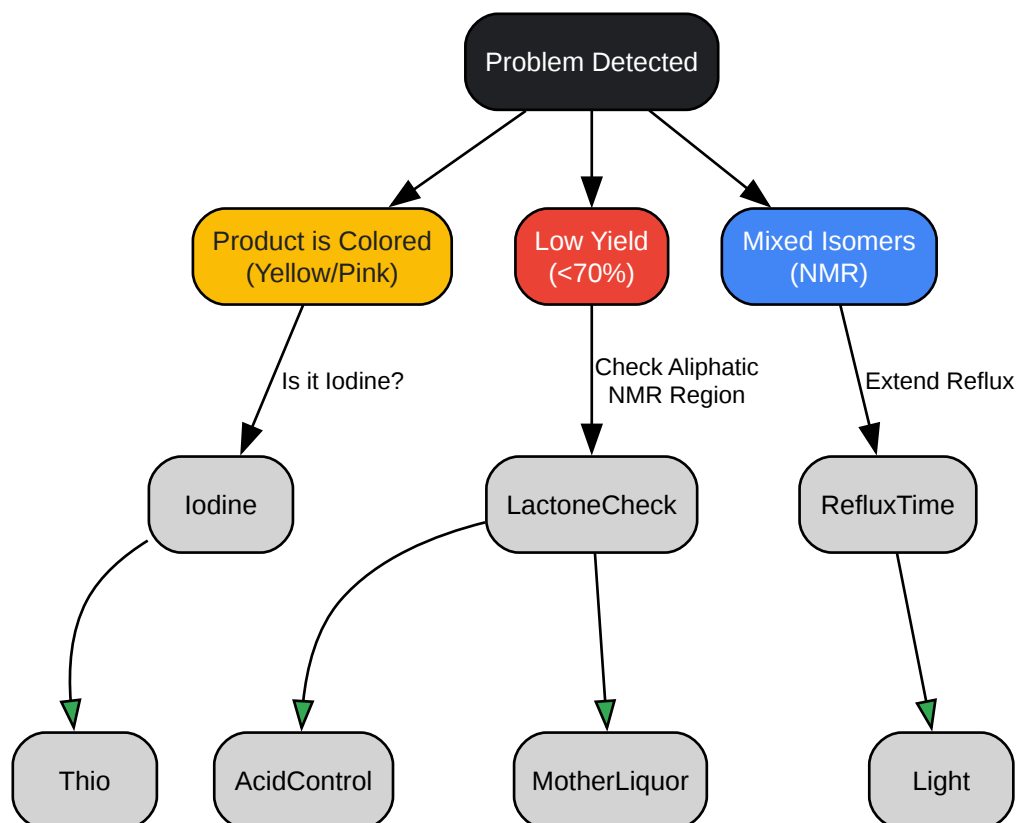 Problem Detected
Product is Colored
(Yellow/Pink)
Low Yield
(<70%)
Mixed Isomers
(NMR)
Is it Iodine?
Check Aliphatic
NMR Region
Extend Reflux
Iodine
LactoneCheck
RefluxTime
Thio
AcidControl
MotherLiquor
Light